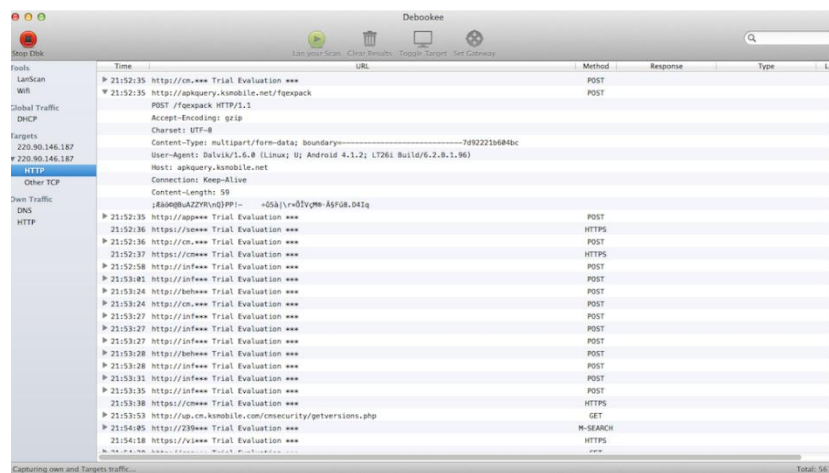 Debookee
Stop Dbk
Lan your Scan Clear Results Toggle Target Set Gateway
Tools
LanScan
Wifi
Global Traffic
DHCP
Targets
220.90.146.187
220.90.146.187
HTTP
Other TCP
Own Traffic
DNS
HTTP
Time URL Method Response Type L
21:52:35 http://cn.*** Trial Evaluation *** POST
21:52:35 http://apkquery.ksmobile.net/fqexpack POST
POST /fqexpack HTTP/1.1
Accept-Encoding: gzip
Charset: UTF-8
Content-Type: multipart/form-data; boundary=---------------------------7d92221b604bc
User-Agent: Dalvik/1.6.0 (Linux; U; Android 4.1.2; LT26i Build/6.2.B.1.96)
Host: apkquery.ksmobile.net
Connection: Keep-Alive
Content-Length: 59
21:52:35 http://app*** Trial Evaluation *** POST
21:52:36 https://se*** Trial Evaluation *** HTTPS
21:52:36 http://cn.*** Trial Evaluation *** POST
21:52:37 https://cm*** Trial Evaluation *** HTTPS
21:52:58 http://inf*** Trial Evaluation *** POST
21:53:01 http://inf*** Trial Evaluation *** POST
21:53:24 http://beh*** Trial Evaluation *** POST
21:53:24 http://cn.*** Trial Evaluation *** POST
21:53:27 http://inf*** Trial Evaluation *** POST
21:53:27 http://inf*** Trial Evaluation *** POST
21:53:27 http://inf*** Trial Evaluation *** POST
21:53:28 http://beh*** Trial Evaluation *** POST
21:53:28 http://inf*** Trial Evaluation *** POST
21:53:31 http://inf*** Trial Evaluation *** POST
21:53:35 http://inf*** Trial Evaluation *** POST
21:53:38 https://cm*** Trial Evaluation *** HTTPS
21:53:53 http://up.cm.ksmobile.com/cmsecurity/getversions.php GET
21:54:05 http://239*** Trial Evaluation *** M-SEARCH
21:54:18 https://vi*** Trial Evaluation *** HTTPS
Capturing own and Targets traffic... Total: 56